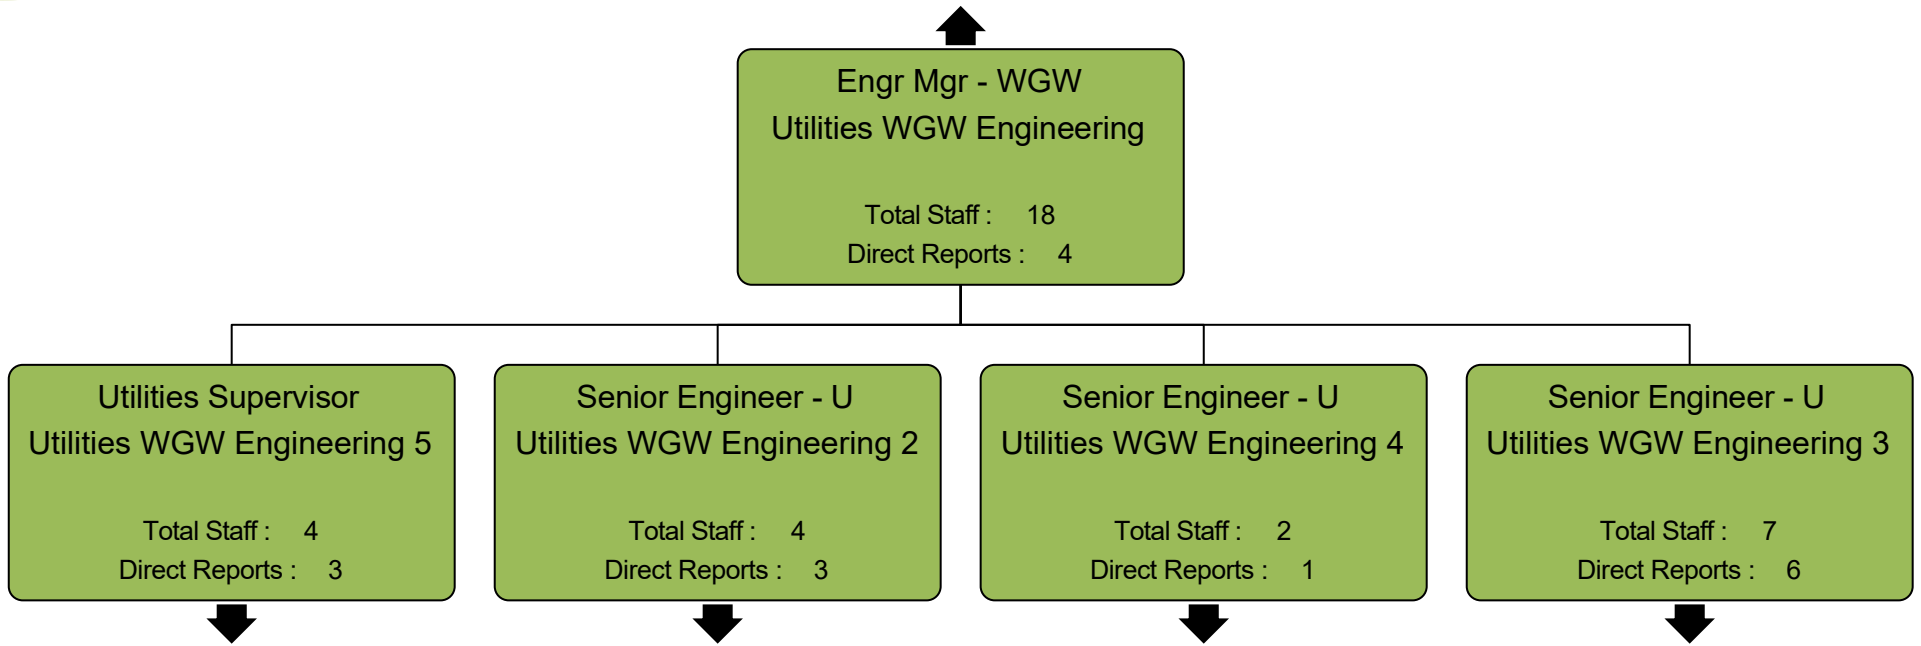 Engr Mgr - WGW
Utilities WGW Engineering
Total Staff : 18
Direct Reports : 4
Utilities Supervisor
Utilities WGW Engineering 5
Total Staff : 4
Direct Reports : 3
Senior Engineer - U
Utilities WGW Engineering 2
Total Staff : 4
Direct Reports : 3
Senior Engineer - U
Utilities WGW Engineering 4
Total Staff : 2
Direct Reports : 1
Senior Engineer - U
Utilities WGW Engineering 3
Total Staff : 7
Direct Reports : 6